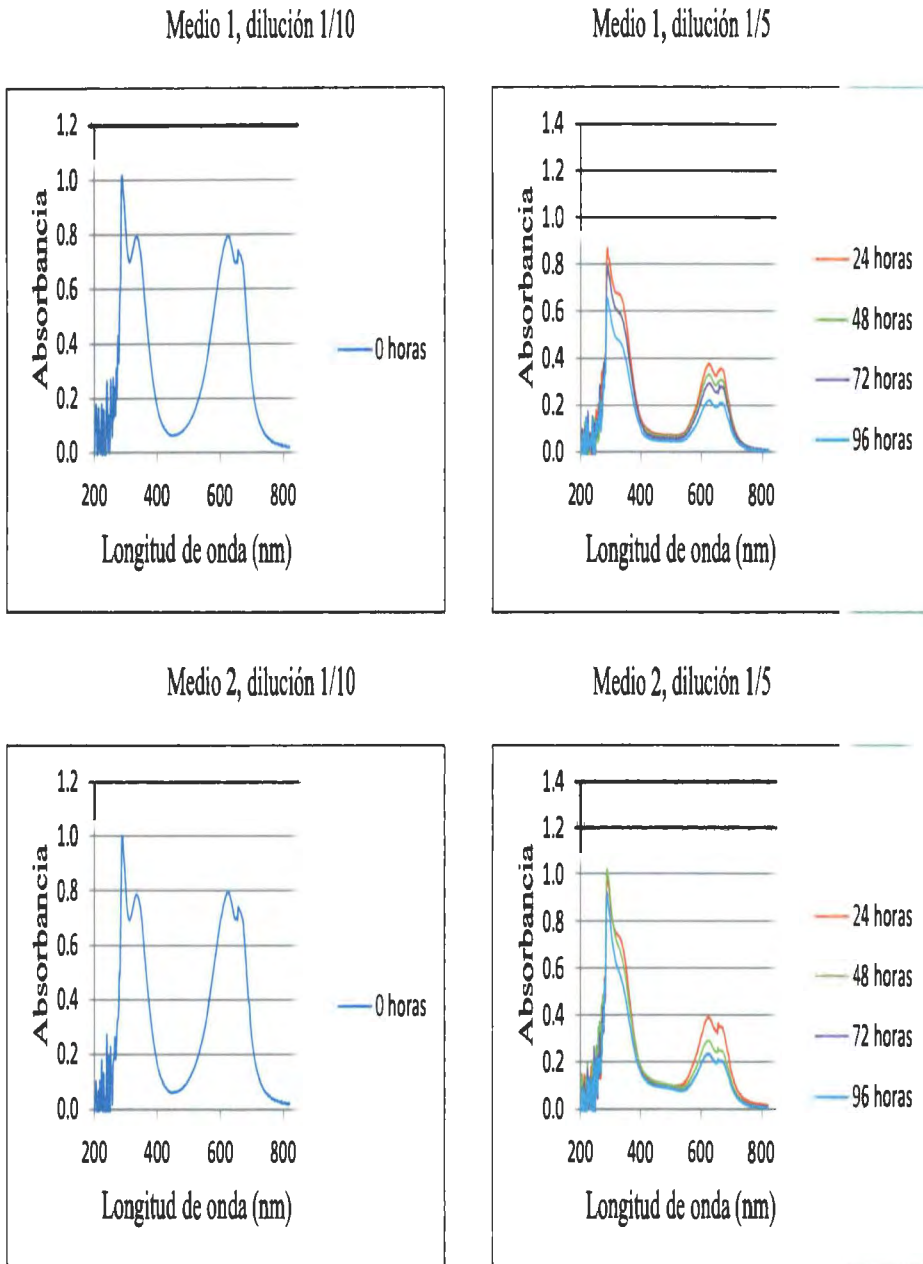 Medio 1, dilución 1/10
1.2
1.0
0.8
0.6
0.4
0.2
0.0
Absorbancia
200 400 600 800
Longitud de onda (nm)
0 horas
Medio 1, dilución 1/5
1.4
1.2
1.0
0.8
0.6
0.4
0.2
0.0
Absorbancia
200 400 600 800
Longitud de onda (nm)
24 horas
48 horas
72 horas
96 horas
Medio 2, dilución 1/10
1.2
1.0
0.8
0.6
0.4
0.2
0.0
Absorbancia
200 400 600 800
Longitud de onda (nm)
0 horas
Medio 2, dilución 1/5
1.4
1.2
1.0
0.8
0.6
0.4
0.2
0.0
Absorbancia
200 400 600 800
Longitud de onda (nm)
24 horas
48 horas
72 horas
96 horas